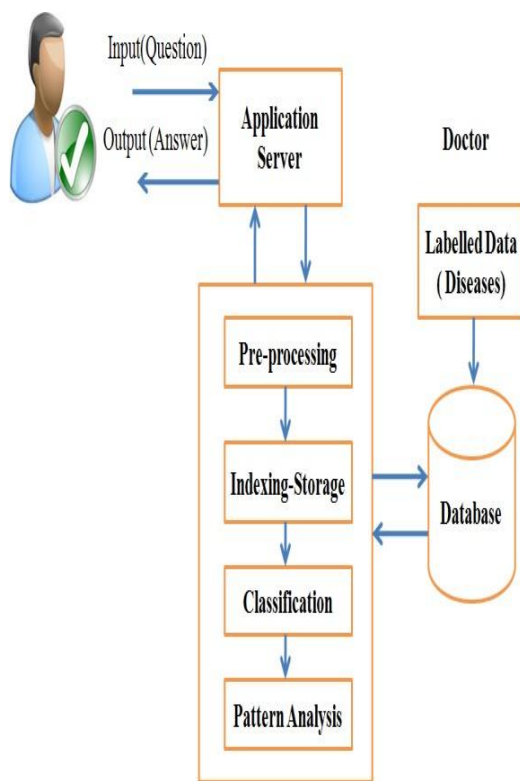 Input(Question)
Output (Answer)
Application
Server
Doctor
Labelled Data
( Diseases)
Pre-processing
Indexing-Storage
Database
Classification
Pattern Analysis